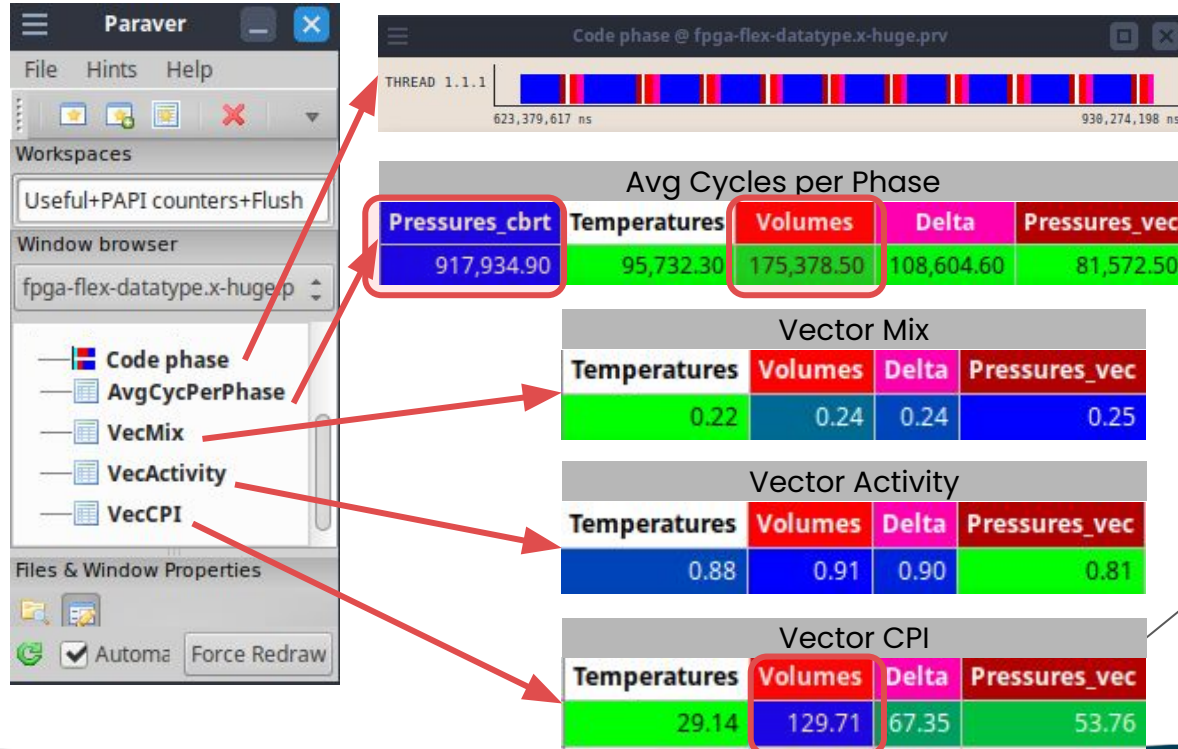 Paraver
File Hints Help
Workspaces
Useful+PAPI counters+Flush
Window browser
fpga-flex-datatype.x-huge.p
Code phase
AvgCycPerPhase
VecMix
VecActivity
VecCPI
Files & Window Properties
Automa Force Redraw
Code phase @ fpga-flex-datatype.x-huge.prv
THREAD 1.1.1
623,379,617 ns 930,274,198 ns
Avg Cycles per Phase
Pressures_cbrt Temperatures Volumes Delta Pressures_vec
917,934.90 95,732.30 175,378.50 108,604.60 81,572.50
Vector Mix
Temperatures Volumes Delta Pressures_vec
0.22 0.24 0.24 0.25
Vector Activity
Temperatures Volumes Delta Pressures_vec
0.88 0.91 0.90 0.81
Vector CPI
Temperatures Volumes Delta Pressures_vec
29.14 129.71 67.35 53.76